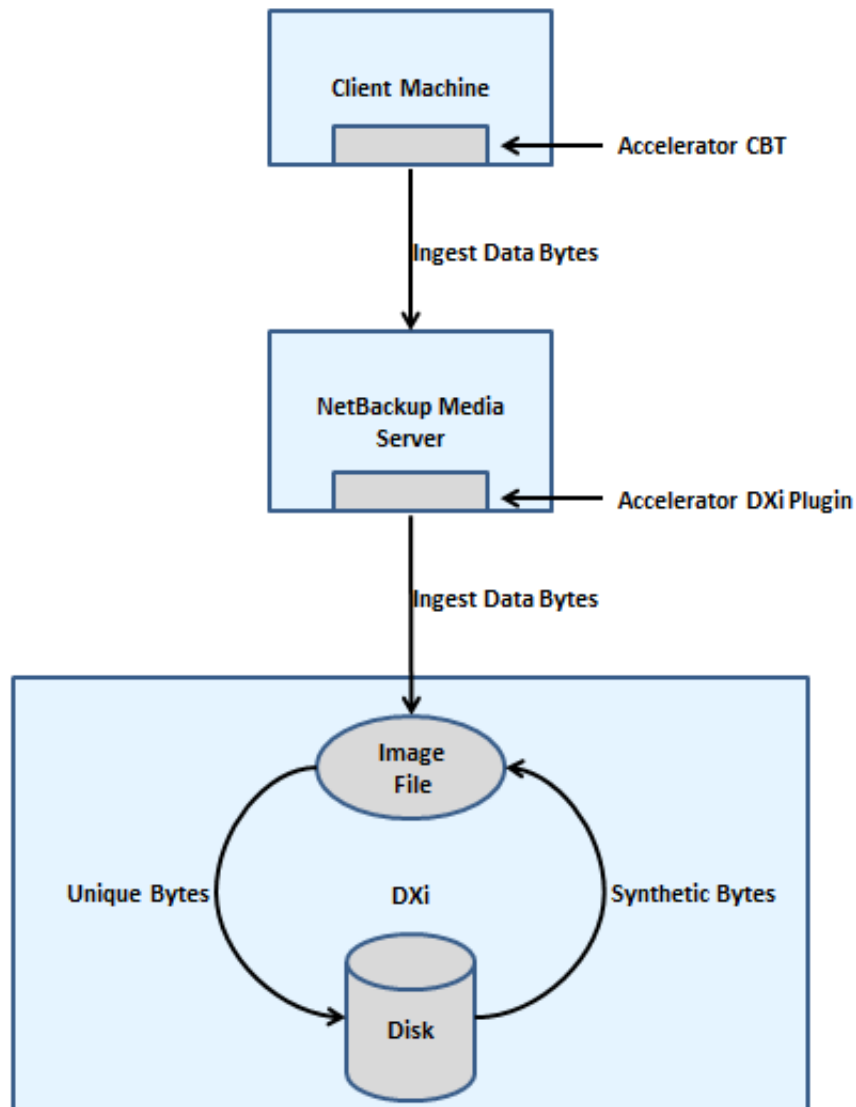 Client Machine
Accelerator CBT
Ingest Data Bytes
NetBackup Media
Server
Accelerator DXi Plugin
Ingest Data Bytes
Image
File
Unique Bytes
DXi
Synthetic Bytes
Disk